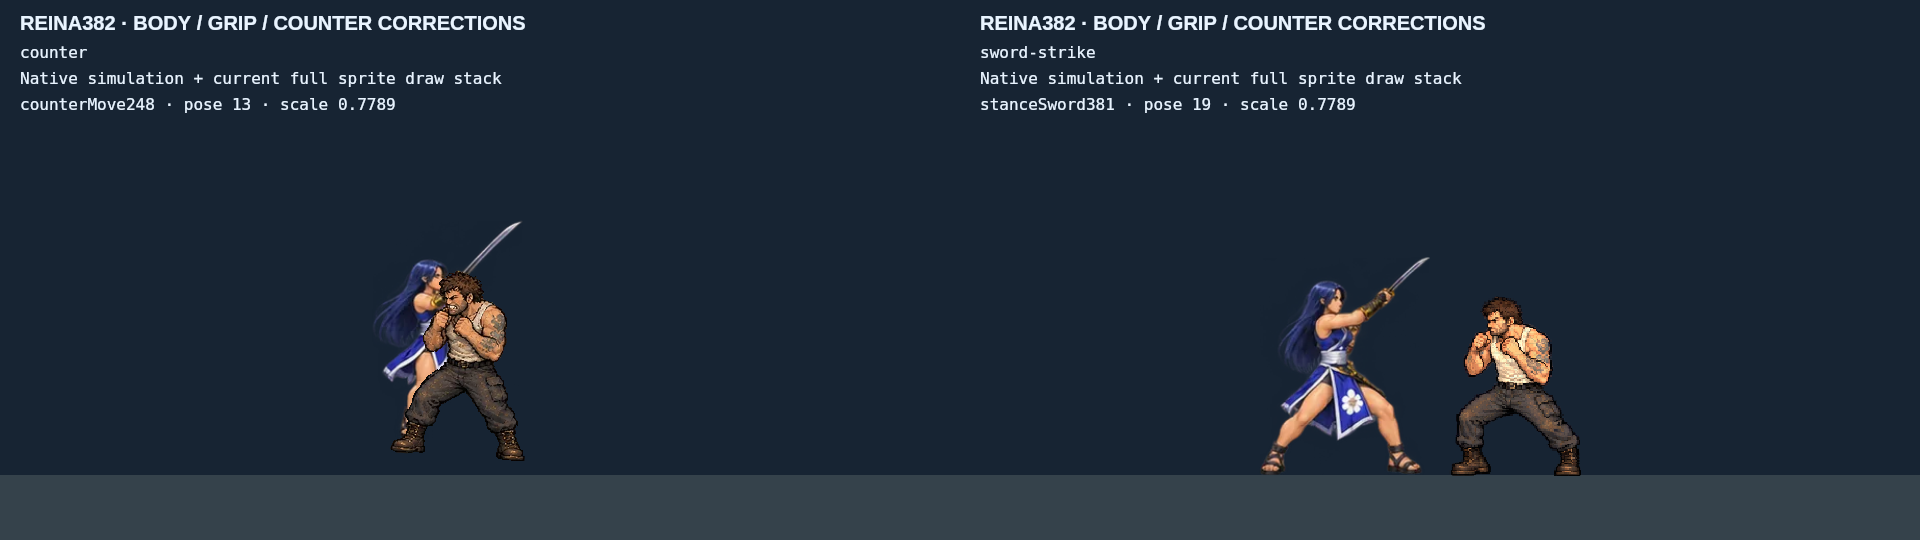 REINA382 · BODY / GRIP / COUNTER CORRECTIONS
counter
Native simulation + current full sprite draw stack
counterMove248 · pose 13 · scale 0.7789
REINA382 · BODY / GRIP / COUNTER CORRECTIONS
sword-strike
Native simulation + current full sprite draw stack
stanceSword381 · pose 19 · scale 0.7789